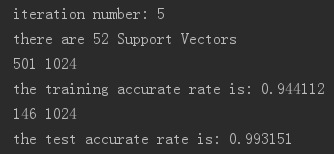 iteration number: 5
there are 52 Support Vectors
501 1024
the training accurate rate is: 0.944112
146 1024
the test accurate rate is: 0.993151